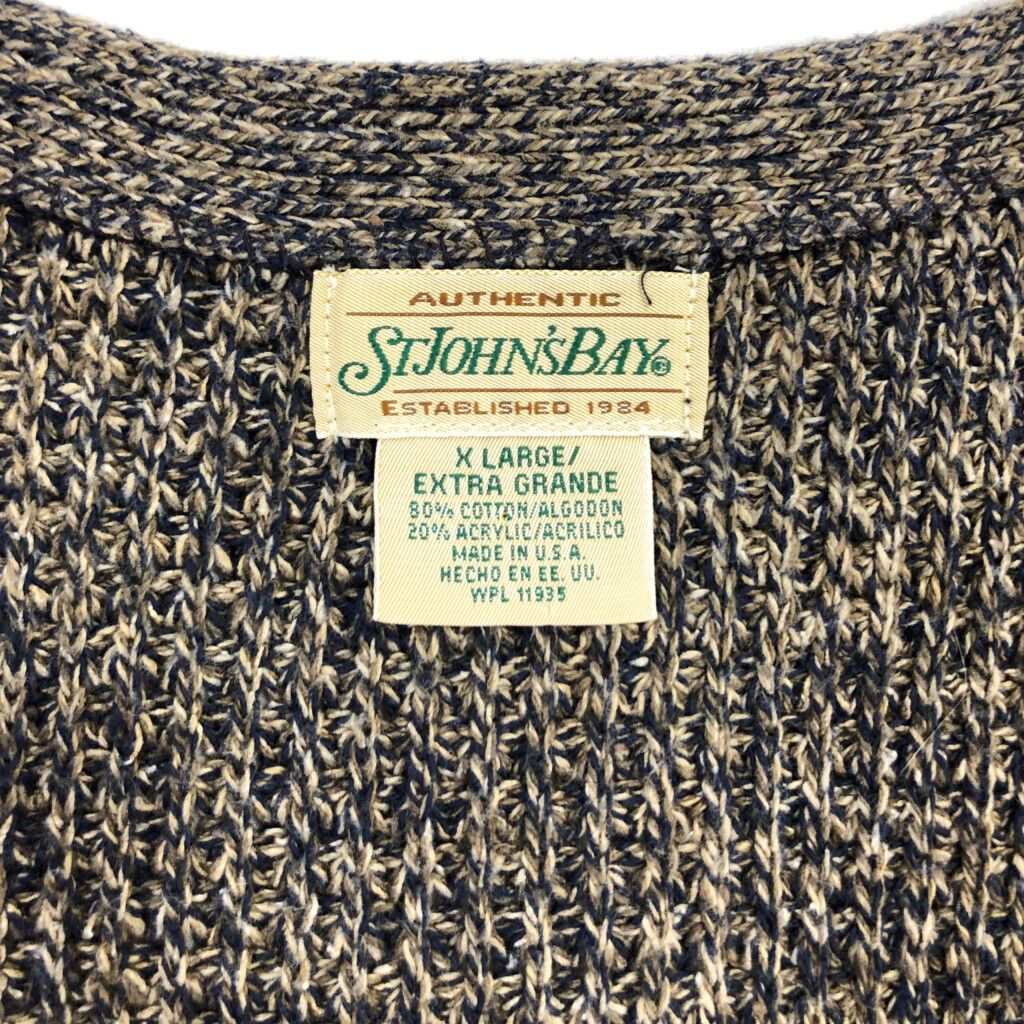 AUTHENTIC
ST.JOHN'S BAY®
ESTABLISHED 1984
X LARGE/
EXTRA GRANDE
80% COTTON/ALGODON
20% ACRYLIC/ACRILICO
MADE IN U.S.A.
HECHO EN EE. UU.
WPL 11935